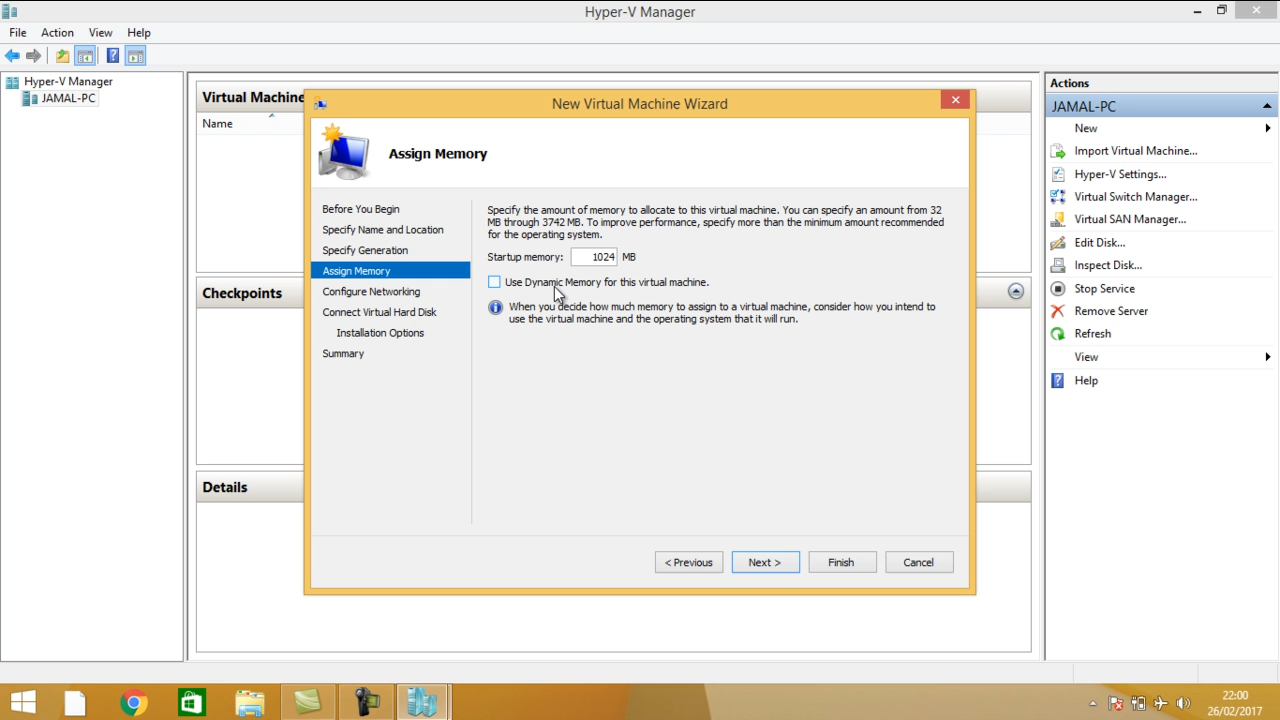 Hyper-V Manager
File Action View Help
Hyper-V Manager
JAMAL-PC
Virtual Machine
Name
Checkpoints
Details
New Virtual Machine Wizard
Assign Memory
Before You Begin
Specify Name and Location
Specify Generation
Assign Memory
Configure Networking
Connect Virtual Hard Disk
Installation Options
Summary
Specify the amount of memory to allocate to this virtual machine. You can specify an amount from 32
MB through 3742 MB. To improve performance, specify more than the minimum amount recommended
for the operating system.
Startup memory: 1024 MB
Use Dynamic Memory for this virtual machine.
When you decide how much memory to assign to a virtual machine, consider how you intend to
use the virtual machine and the operating system that it will run.
< Previous Next > Finish Cancel
Actions
JAMAL-PC
New
Import Virtual Machine...
Hyper-V Settings...
Virtual Switch Manager...
Virtual SAN Manager...
Edit Disk...
Inspect Disk...
Stop Service
Remove Server
Refresh
View
Help
22:00
26/02/2017